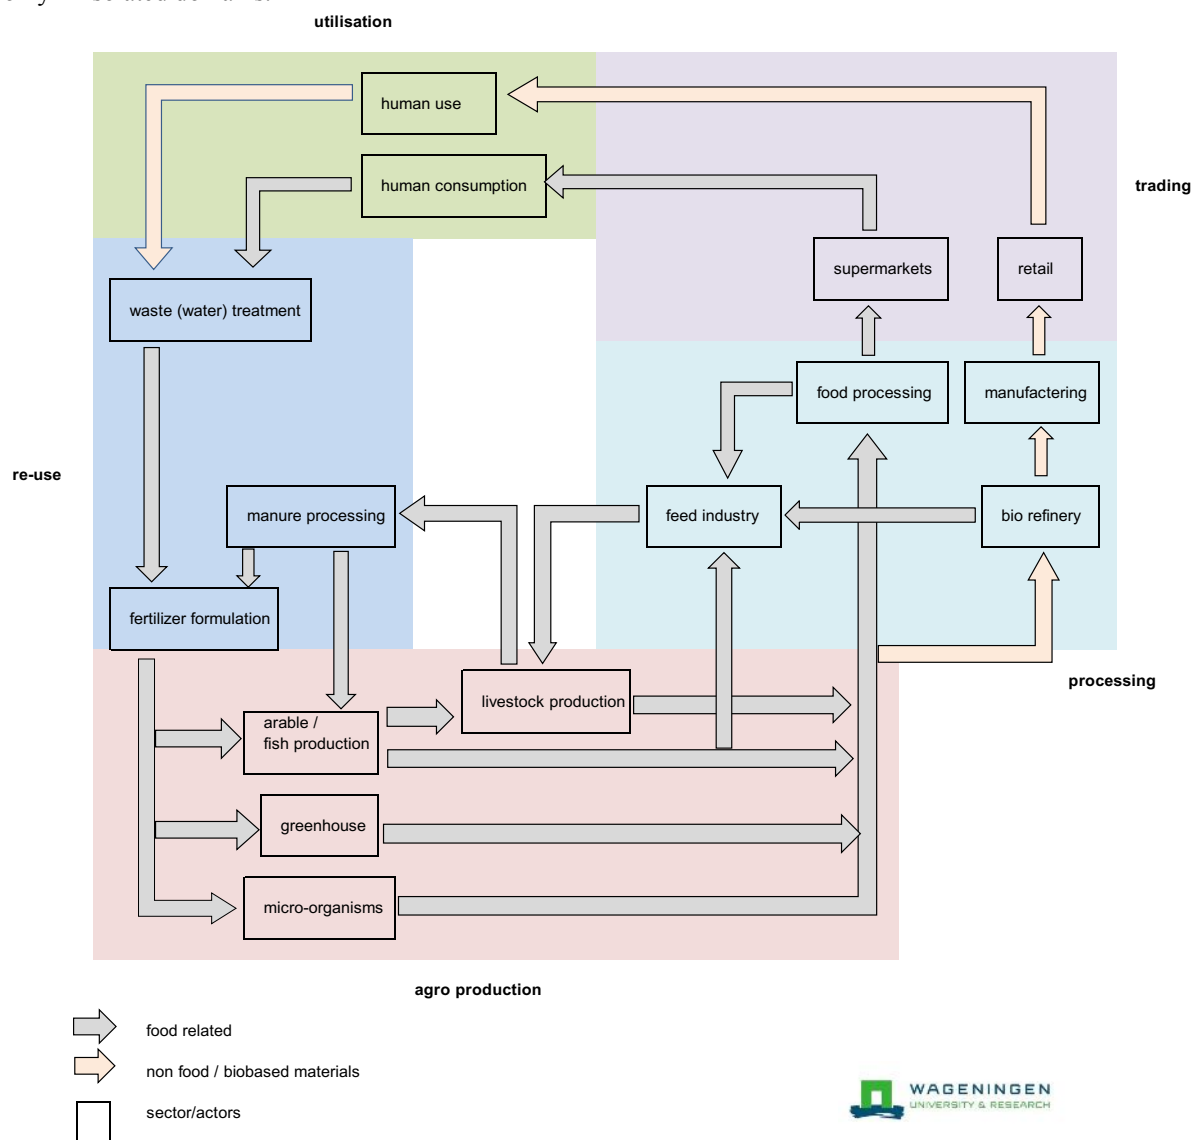 utilisation
human use
human consumption
trading
supermarkets
retail
waste (water) treatment
food processing
manufactering
re-use
manure processing
feed industry
bio refinery
fertilizer formulation
processing
livestock production
arable /
fish production
greenhouse
micro-organisms
agro production
food related
non food / biobased materials
sector/actors
WAGENINGEN
UNIVERSITY & RESEARCH